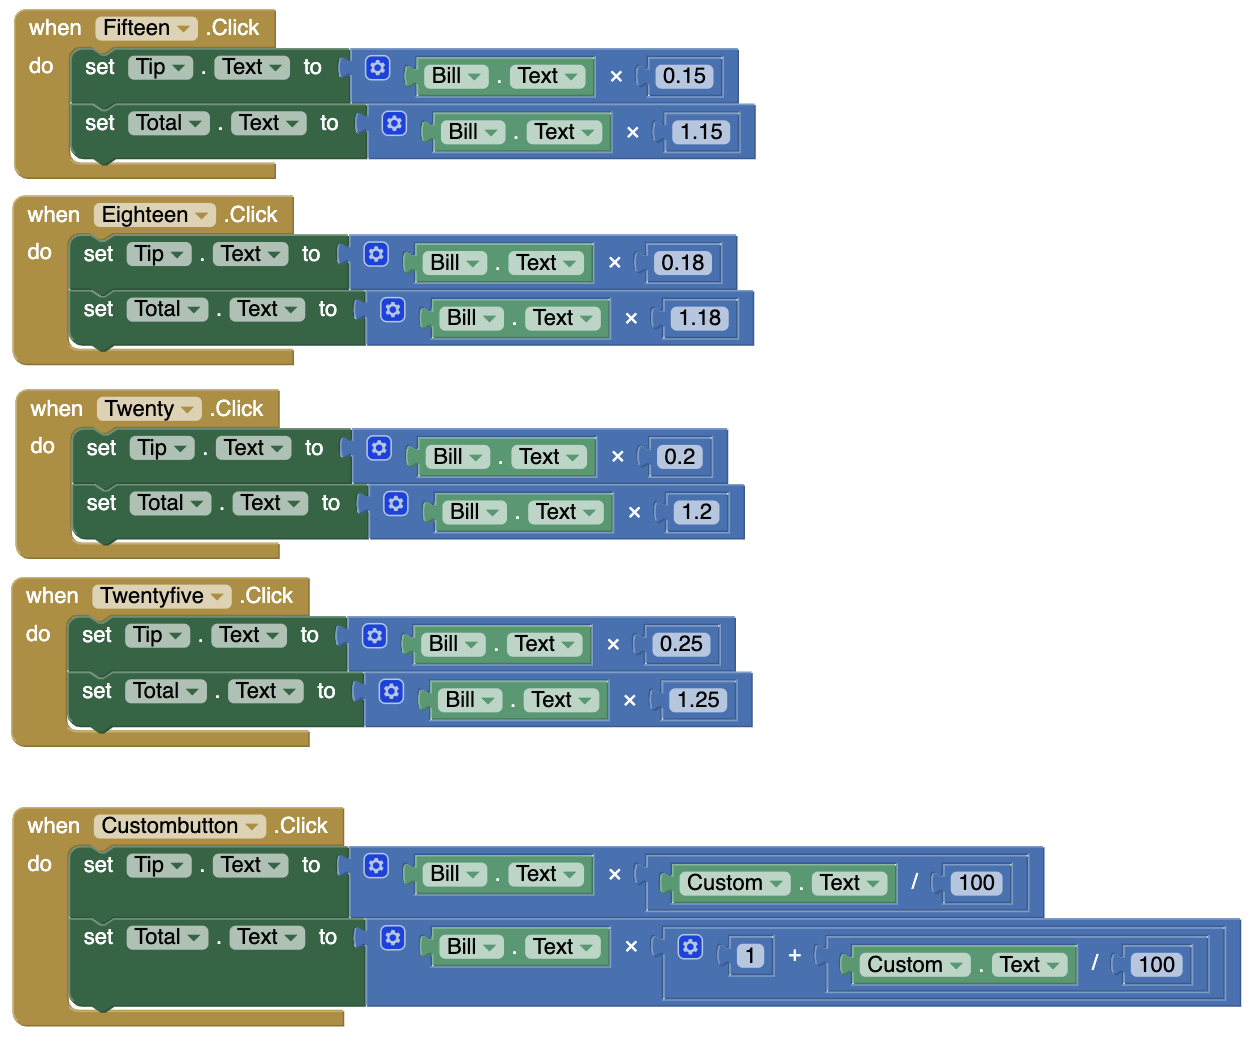 when Fifteen .Click
do set Tip . Text to Bill . Text × 0.15
set Total . Text to Bill . Text × 1.15
when Eighteen .Click
do set Tip . Text to Bill . Text × 0.18
set Total . Text to Bill . Text × 1.18
when Twenty .Click
do set Tip . Text to Bill . Text × 0.2
set Total . Text to Bill . Text × 1.2
when Twentyfive .Click
do set Tip . Text to Bill . Text × 0.25
set Total . Text to Bill . Text × 1.25
when Custombutton .Click
do set Tip . Text to Bill . Text × Custom . Text / 100
set Total . Text to Bill . Text × 1 + Custom . Text / 100